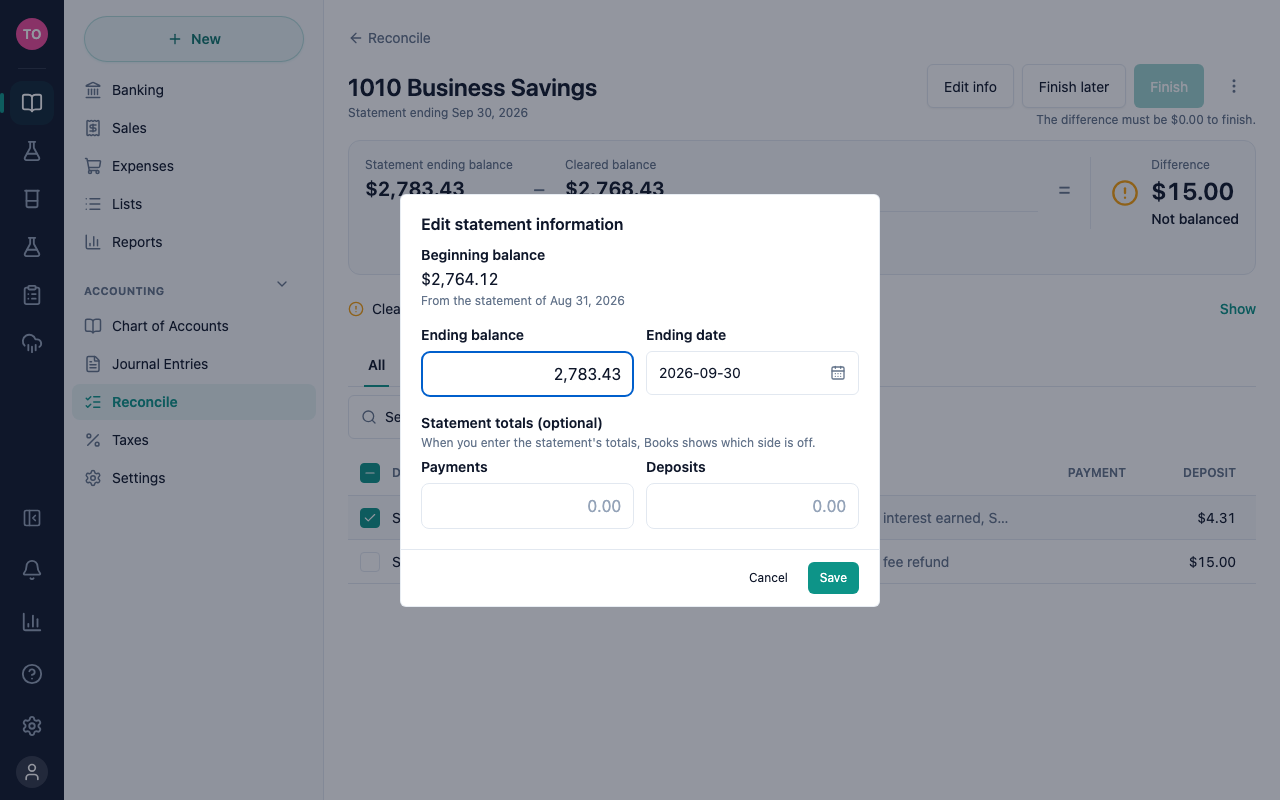 TO
New
Banking
Sales
Expenses
Lists
Reports
ACCOUNTING
Chart of Accounts
Journal Entries
Reconcile
Taxes
Settings
Reconcile
1010 Business Savings
Statement ending Sep 30, 2026
Edit info
Finish later
Finish
The difference must be $0.00 to finish.
Statement ending balance
$2,783.43
–
Cleared balance
$2,768.43
=
Difference
$15.00
Not balanced
Show
All
PAYMENT
DEPOSIT
interest earned, S...
$4.31
fee refund
$15.00
Edit statement information
Beginning balance
$2,764.12
From the statement of Aug 31, 2026
Ending balance
Ending date
2,783.43
2026-09-30
Statement totals (optional)
When you enter the statement's totals, Books shows which side is off.
Payments
Deposits
0.00
0.00
Cancel
Save